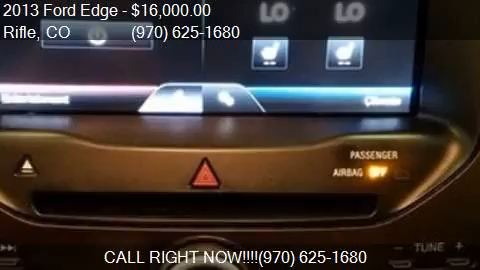 2013 Ford Edge - $16,000.00
Rifle, CO (970) 625-1680
LO LO
Entertainment Climate
PASSENGER
AIRBAG OFF
- TUNE +
CALL RIGHT NOW!!!!(970) 625-1680